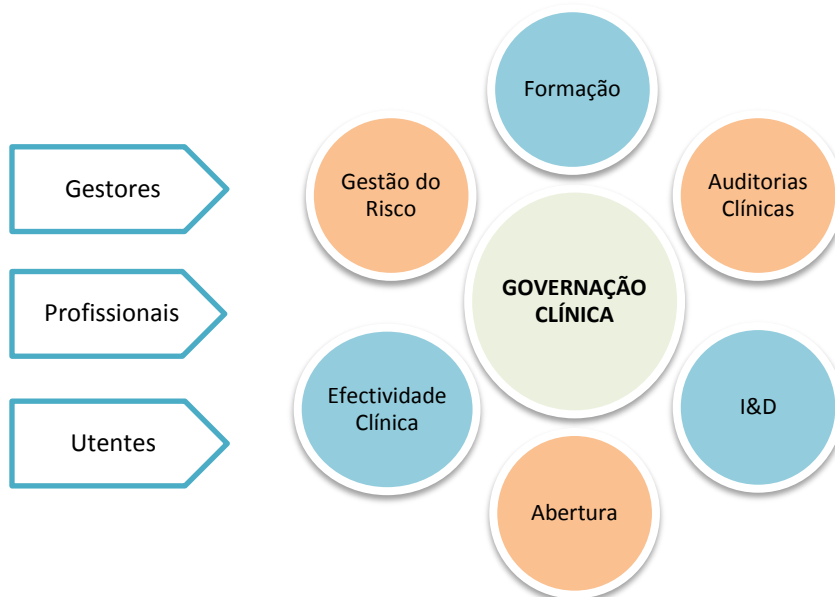 Gestores
Profissionais
Utentes
Formação
Gestão do
Risco
Auditorias
Clínicas
GOVERNAÇÃO
CLÍNICA
Efectividade
Clínica
I&D
Abertura